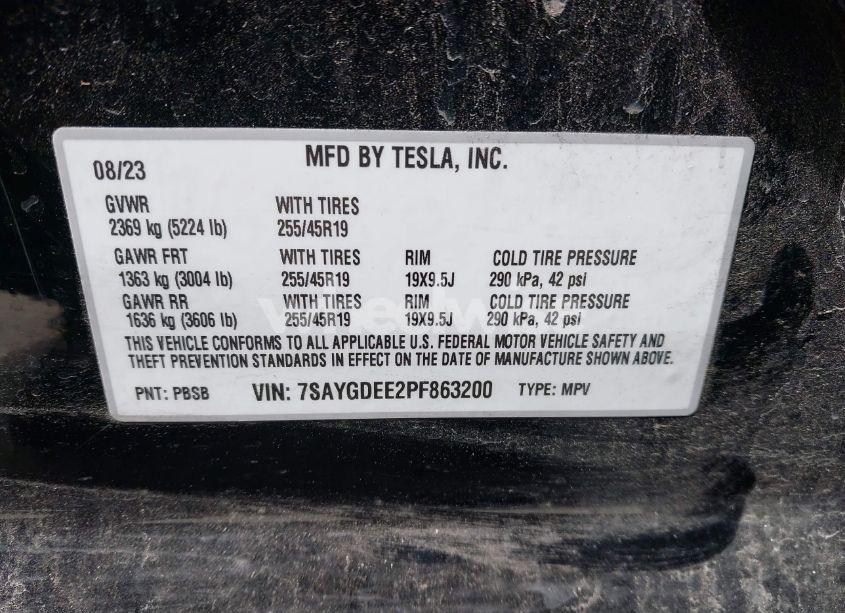 08/23 MFD BY TESLA, INC.
GVWR WITH TIRES
2369 kg (5224 lb) 255/45R19
GAWR FRT WITH TIRES RIM COLD TIRE PRESSURE
1363 kg (3004 lb) 255/45R19 19X9.5J 290 kPa, 42 psi
GAWR RR WITH TIRES RIM COLD TIRE PRESSURE
1636 kg (3606 lb) 255/45R19 19X9.5J 290 kPa, 42 psi
THIS VEHICLE CONFORMS TO ALL APPLICABLE U.S. FEDERAL MOTOR VEHICLE SAFETY AND
THEFT PREVENTION STANDARDS IN EFFECT ON THE DATE OF MANUFACTURE SHOWN ABOVE.
PNT: PBSB VIN: 7SAYGDEE2PF863200 TYPE: MPV